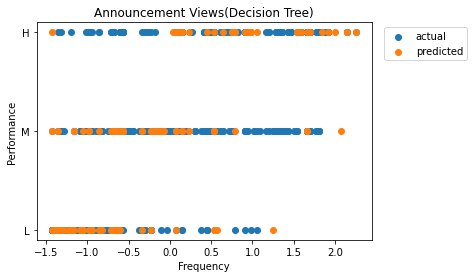 Announcement Views(Decision Tree)
actual
predicted
H
M
L
Performance
−1.5
−1.0
−0.5
0.0
0.5
1.0
1.5
2.0
Frequency